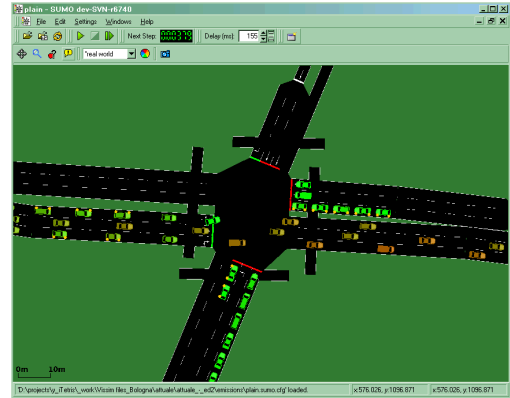 plain - SUMO dev-SVN-r6740
File Edit Settings Windows Help
Next Step: Delay (ms): 155
"real world
0m 10m
'D:\projects\y_iTetris\_work\Vissim files_Bologna\attuale\attuale_-_ed2\emissions\plain.sumo.cfg' loaded. x:576.026, y:1096.871 x:576.026, y:1096.871